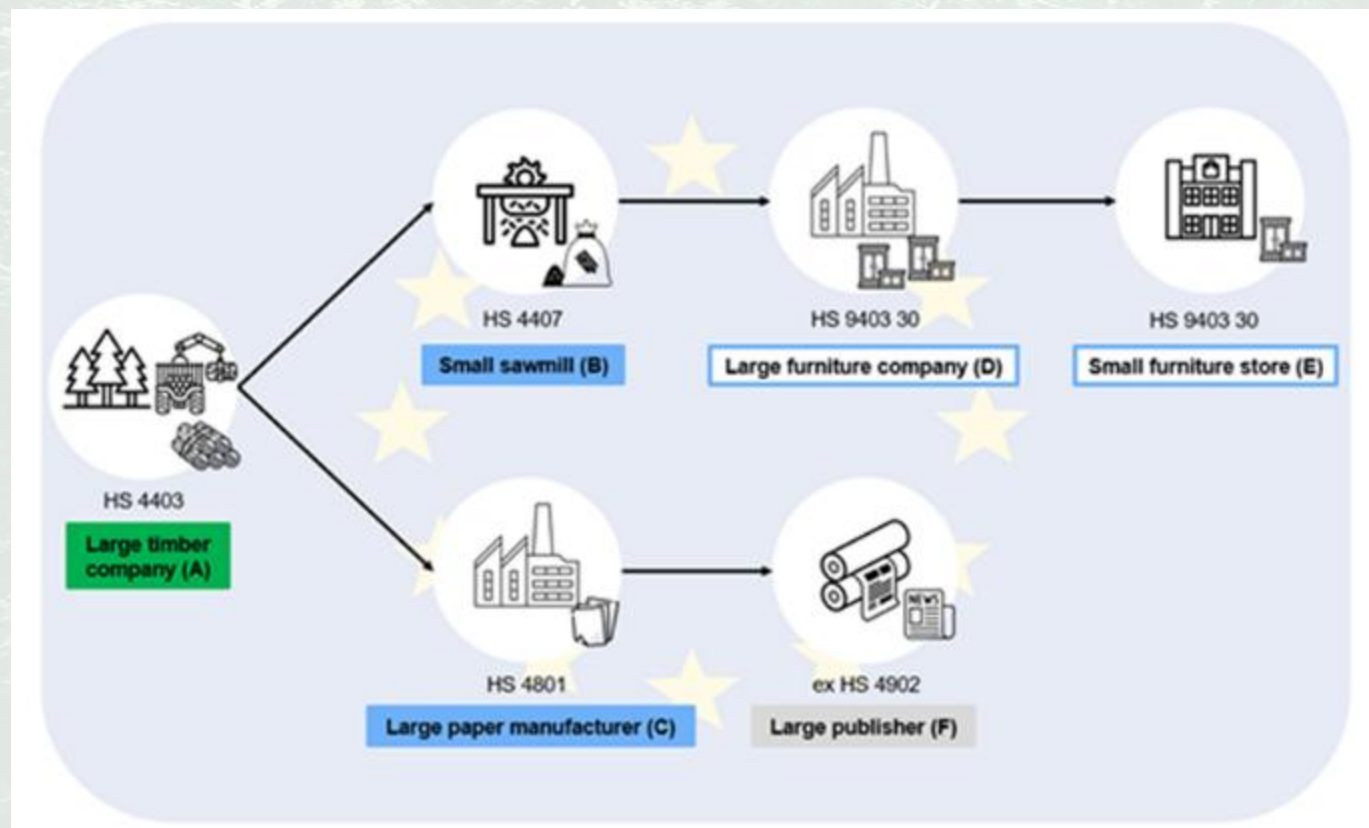 HS 4407
Small sawmill (B)
HS 9403 30
Large furniture company (D)
HS 9403 30
Small furniture store (E)
HS 4403
Large timber
company (A)
HS 4801
Large paper manufacturer (C)
NEWS
ex HS 4902
Large publisher (F)